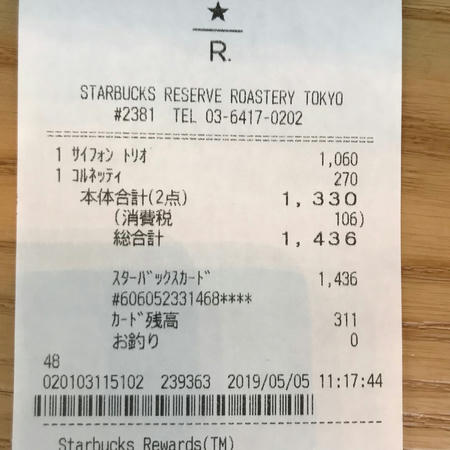 ★
R.
STARBUCKS RESERVE ROASTERY TOKYO
#2381 TEL 03-6417-0202
1 ｻｲﾌｫﾝ ﾄﾘｵﾞ 1,060
1 ｺﾙﾈｯﾃｨ 270
本体合計(2点) 1,330
(消費税 106)
総合計 1,436
ｽﾀｰﾊﾞｯｸｽｶｰﾄﾞ 1,436
#606052331468****
ｶｰﾄﾞ残高 311
お釣り 0
48
020103115102 239363 2019/05/05 11:17:44
Starbucks Rewards(TM)